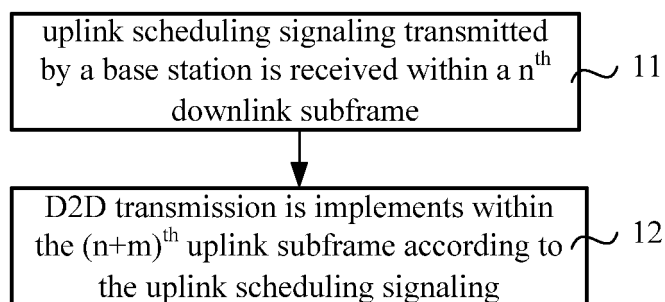 uplink scheduling signaling transmitted
by a base station is received within a nth
downlink subframe
11
D2D transmission is implements within
the (n+m)th uplink subframe according to
the uplink scheduling signaling
12